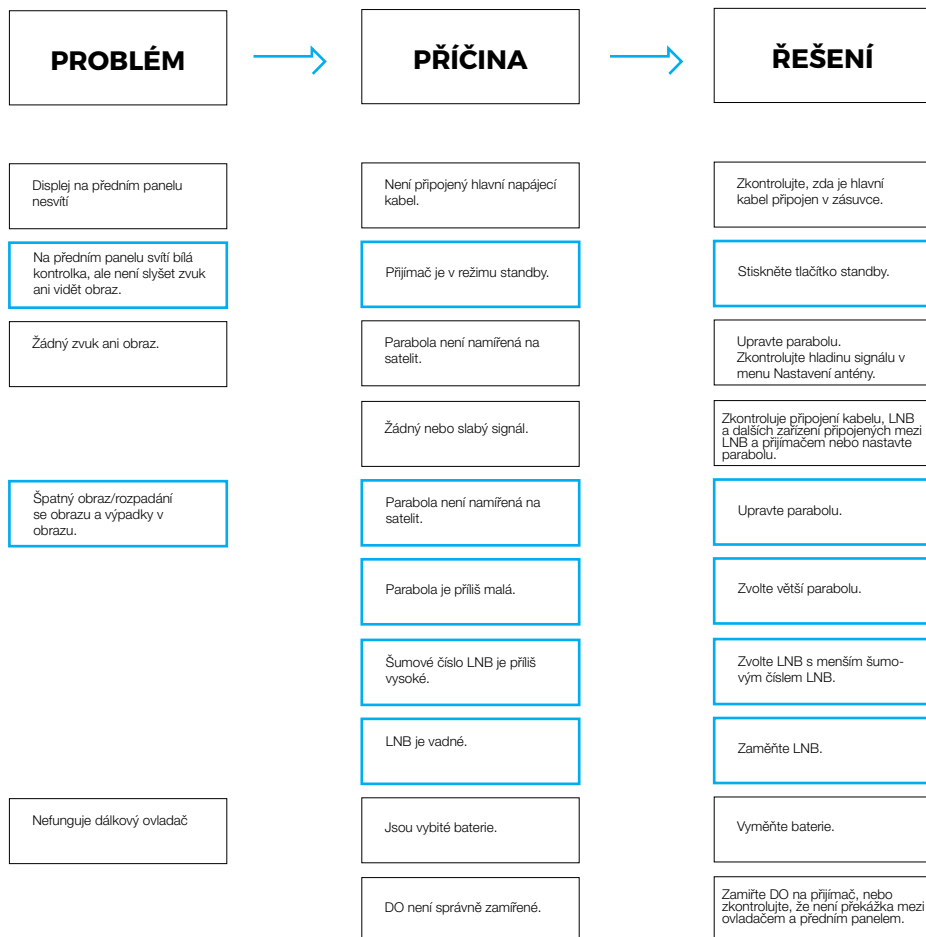 PROBLÉM
PŘÍČINA
ŘEŠENÍ
Displej na předním panelu
nesvítí
Není připojený hlavní napájecí
kabel.
Zkontrolujte, zda je hlavní
kabel připojen v zásuvce.
Na předním panelu svítí bílá
kontrolka, ale není slyšet zvuk
ani vidět obraz.
Přijímač je v režimu standby.
Stiskněte tlačítko standby.
Žádný zvuk ani obraz.
Parabola není namířená na
satelit.
Upravte parabolu.
Zkontrolujte hladinu signálu v
menu Nastavení antény.
Žádný nebo slabý signál.
Zkontroluje připojení kabelu, LNB
a dalších zařízení připojených mezi
LNB a přijímačem nebo nastavte
parabolu.
Špatný obraz/rozpadání
se obrazu a výpadky v
obrazu.
Parabola není namířená na
satelit.
Upravte parabolu.
Parabola je příliš malá.
Zvolte větší parabolu.
Šumové číslo LNB je příliš
vysoké.
Zvolte LNB s menším šumo-
vým číslem LNB.
LNB je vadné.
Zaměňte LNB.
Nefunguje dálkový ovladač
Jsou vybité baterie.
Vyměňte baterie.
DO není správně zamířené.
Zamiřte DO na přijímač, nebo
zkontrolujte, že není překážka mezi
ovladačem a předním panelem.